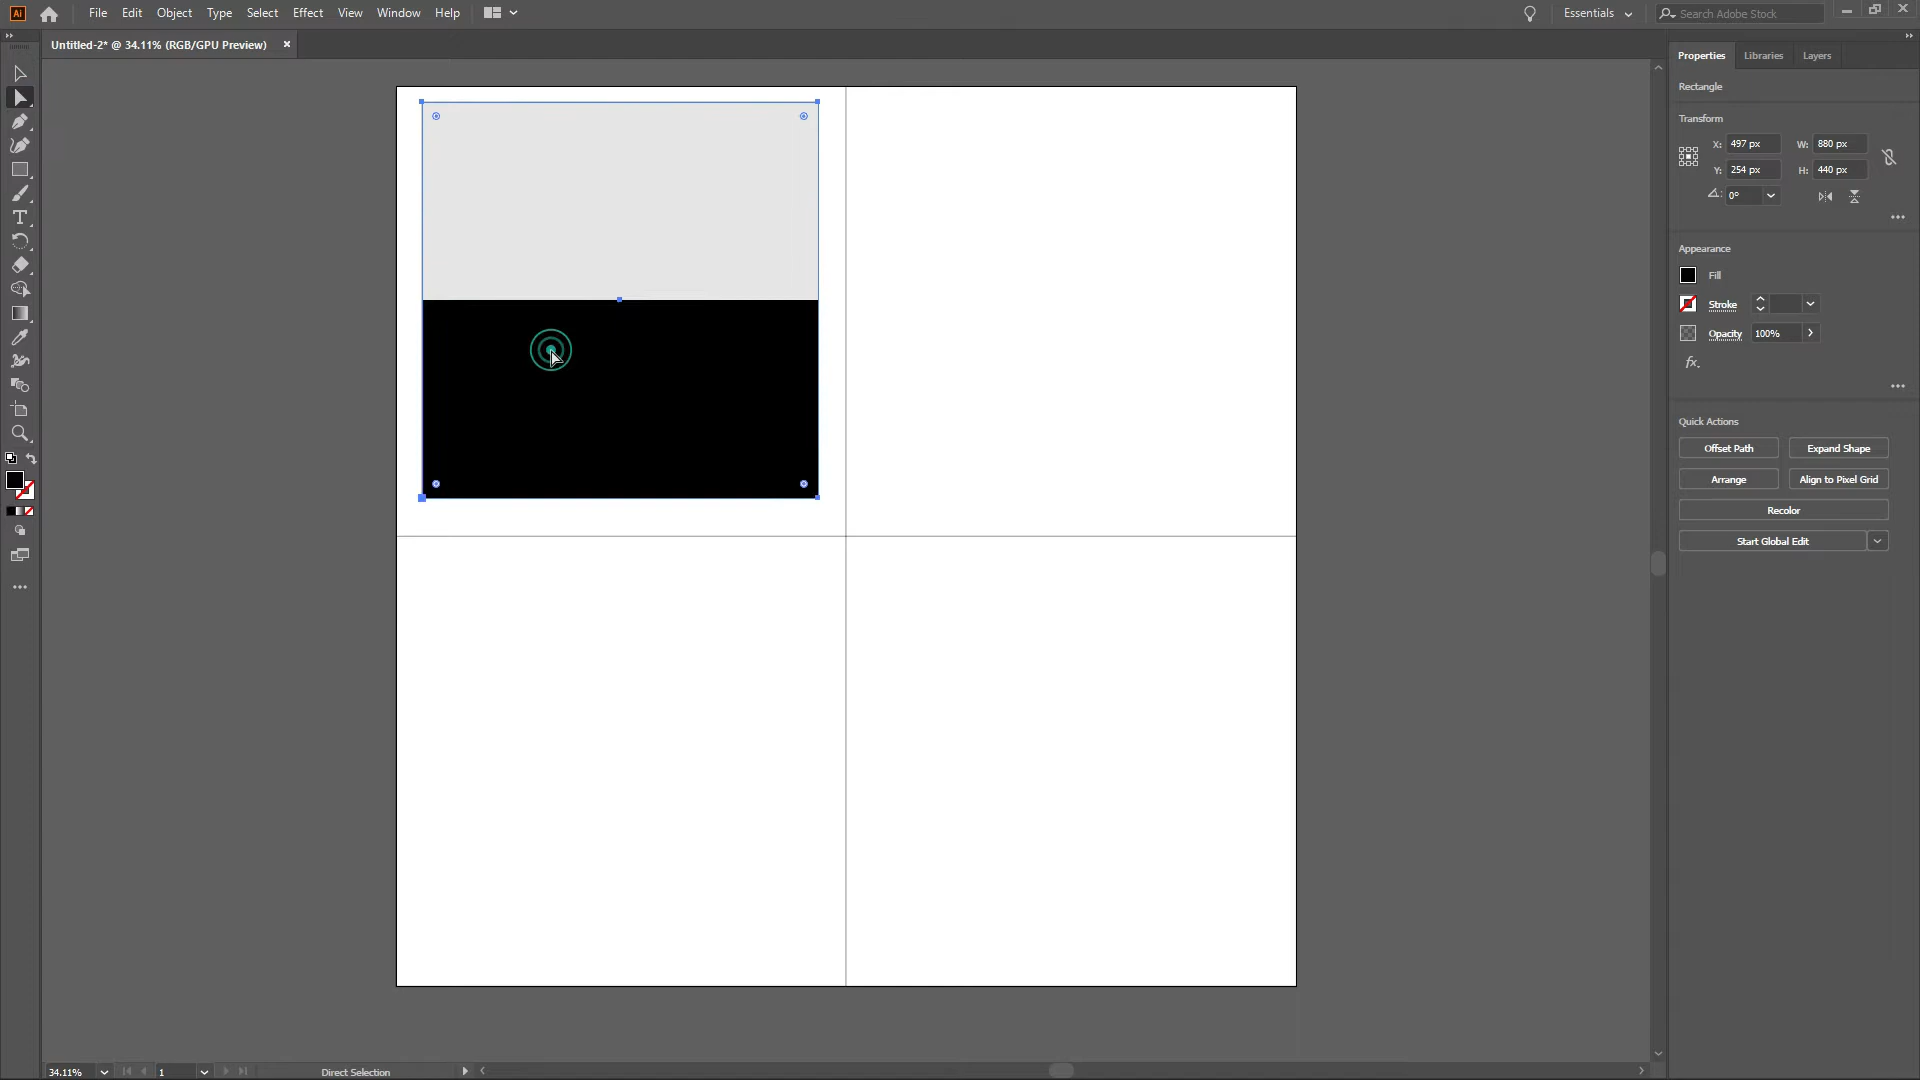 Ai File Edit Object Type Select Effect View Window Help Essentials Search Adobe Stock
Untitled-2* @ 34.11% (RGB/GPU Preview)
Properties Libraries Layers
Rectangle
Transform
X: 497 px W: 880 px
Y: 254 px H: 440 px
0°
Appearance
Fill
Stroke
Opacity 100%
fx.
Quick Actions
Offset Path Expand Shape
Arrange Align to Pixel Grid
Recolor
Start Global Edit
34.11% 1 Direct Selection